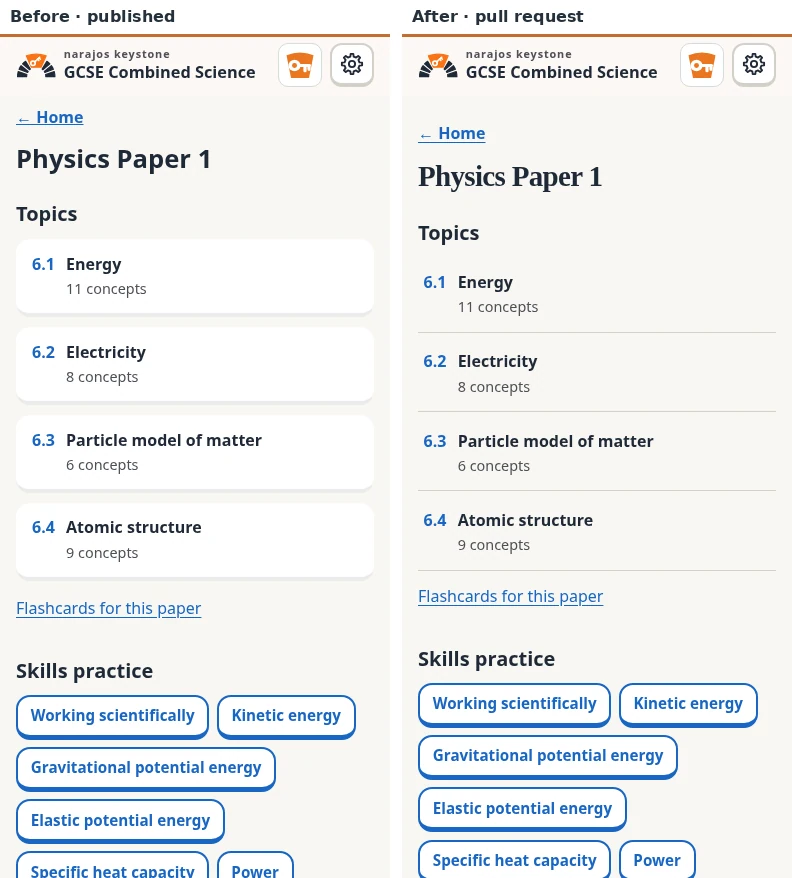 Before · published
narajos keystone
GCSE Combined Science
← Home
Physics Paper 1
Topics
6.1 Energy
11 concepts
6.2 Electricity
8 concepts
6.3 Particle model of matter
6 concepts
6.4 Atomic structure
9 concepts
Flashcards for this paper
Skills practice
Working scientifically Kinetic energy
Gravitational potential energy
Elastic potential energy
Specific heat capacity Power
After · pull request
narajos keystone
GCSE Combined Science
← Home
Physics Paper 1
Topics
6.1 Energy
11 concepts
6.2 Electricity
8 concepts
6.3 Particle model of matter
6 concepts
6.4 Atomic structure
9 concepts
Flashcards for this paper
Skills practice
Working scientifically Kinetic energy
Gravitational potential energy
Elastic potential energy
Specific heat capacity Power